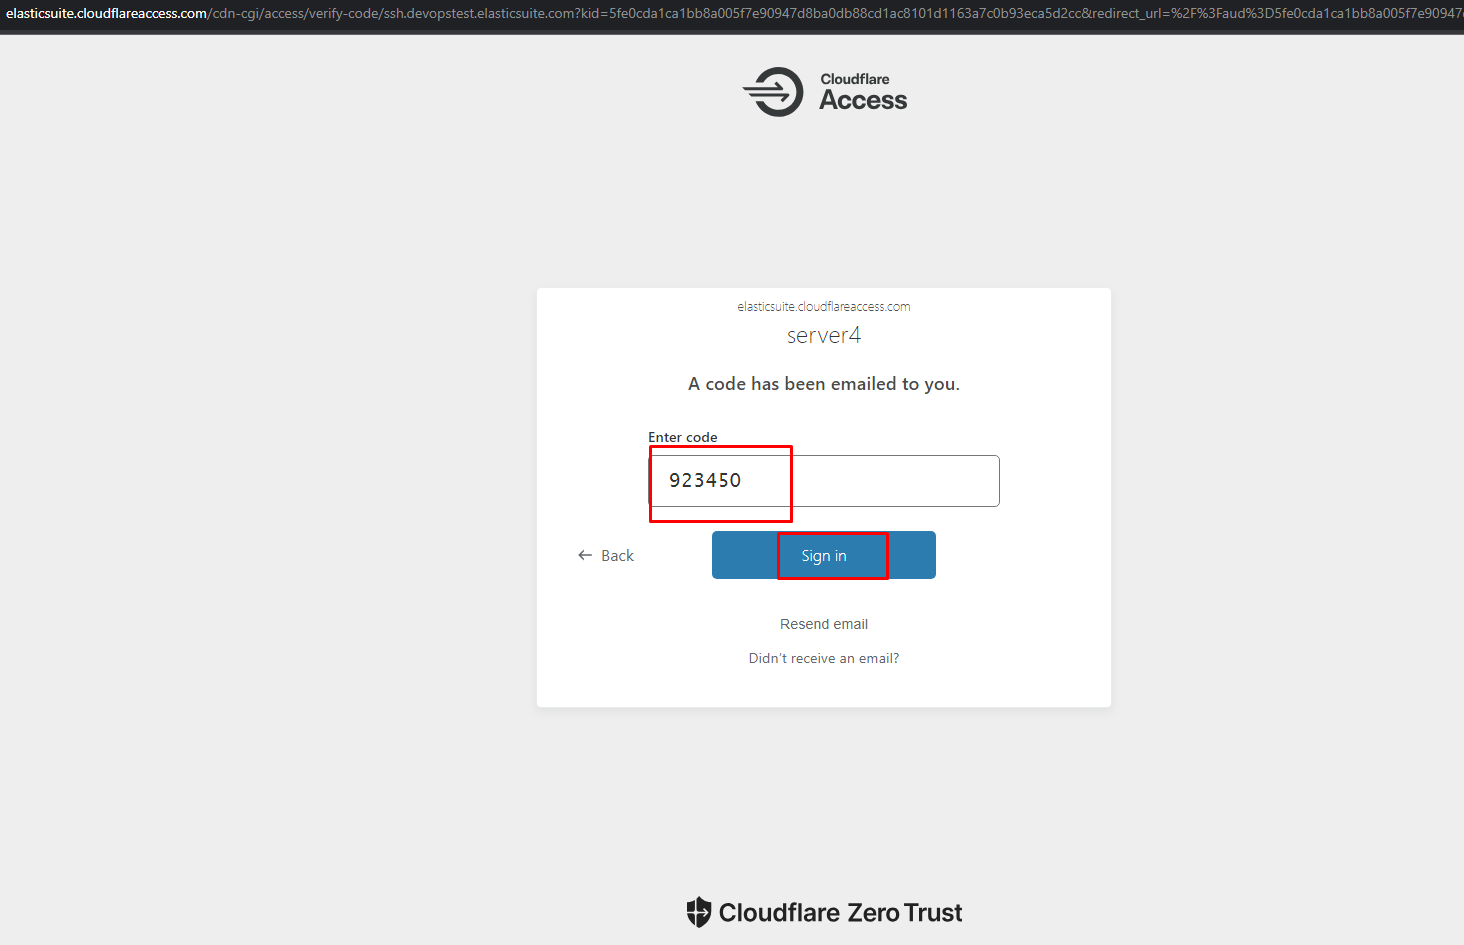 elasticsuite.cloudflareaccess.com/cdn-cgi/access/verify-code/ssh.devopstest.elasticsuite.com?kid=5fe0cda1ca1bb8a005f7e90947d8ba0db88cd1ac8101d1163a7c0b93eca5d2cc&redirect_url=%2F%3Faud%3D5fe0cda1ca1bb8a005f7e90947
Cloudflare
Access
elasticsuite.cloudflareaccess.com
server4
A code has been emailed to you.
Enter code
923450
← Back
Sign in
Resend email
Didn't receive an email?
Cloudflare Zero Trust